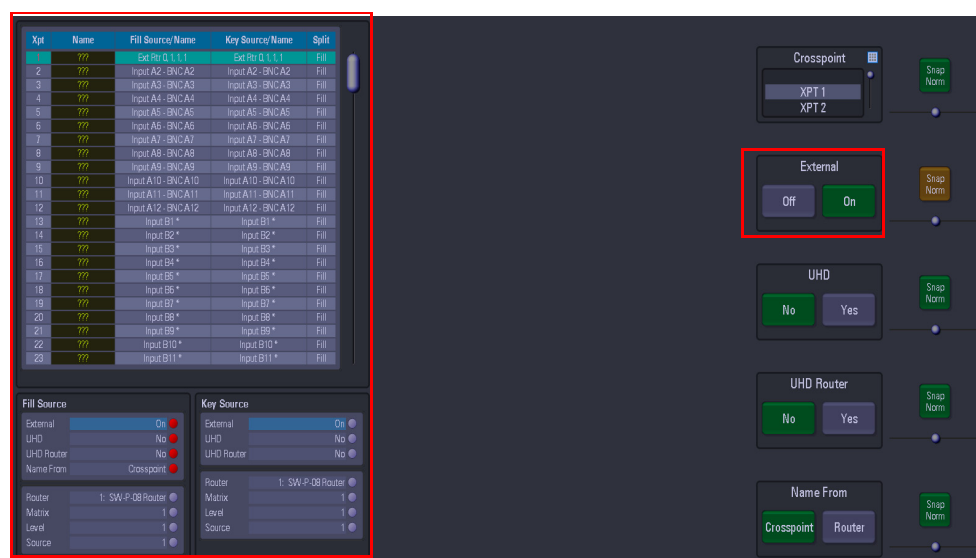 Xpt Name Fill Source/Name Key Source/Name Split
1 ??? Ext Rtr 0, 1, 1, 1 Ext Rtr 0, 1, 1, 1 Fill
2 ??? Input A2 - BNC A2 Input A2 - BNC A2 Fill
3 ??? Input A3 - BNC A3 Input A3 - BNC A3 Fill
4 ??? Input A4 - BNC A4 Input A4 - BNC A4 Fill
5 ??? Input A5 - BNC A5 Input A5 - BNC A5 Fill
6 ??? Input A6 - BNC A6 Input A6 - BNC A6 Fill
7 ??? Input A7 - BNC A7 Input A7 - BNC A7 Fill
8 ??? Input A8 - BNC A8 Input A8 - BNC A8 Fill
9 ??? Input A9 - BNC A9 Input A9 - BNC A9 Fill
10 ??? Input A10 - BNC A10 Input A10 - BNC A10 Fill
11 ??? Input A11 - BNC A11 Input A11 - BNC A11 Fill
12 ??? Input A12 - BNC A12 Input A12 - BNC A12 Fill
13 ??? Input B1 * Input B1 * Fill
14 ??? Input B2 * Input B2 * Fill
15 ??? Input B3 * Input B3 * Fill
16 ??? Input B4 * Input B4 * Fill
17 ??? Input B5 * Input B5 * Fill
18 ??? Input B6 * Input B6 * Fill
19 ??? Input B7 * Input B7 * Fill
20 ??? Input B8 * Input B8 * Fill
21 ??? Input B9 * Input B9 * Fill
22 ??? Input B10 * Input B10 * Fill
23 ??? Input B11 * Input B11 * Fill
Fill Source
External On
UHD No
UHD Router No
Name From Crosspoint
Router 1: SW-P-08 Router
Matrix 1
Level 1
Source 1
Key Source
External On
UHD No
UHD Router No
Router 1: SW-P-08 Router
Matrix 1
Level 1
Source 1
Crosspoint
XPT 1
XPT 2
Snap
Norm
External
Off On
Snap
Norm
UHD
No Yes
Snap
Norm
UHD Router
No Yes
Snap
Norm
Name From
Crosspoint Router
Snap
Norm